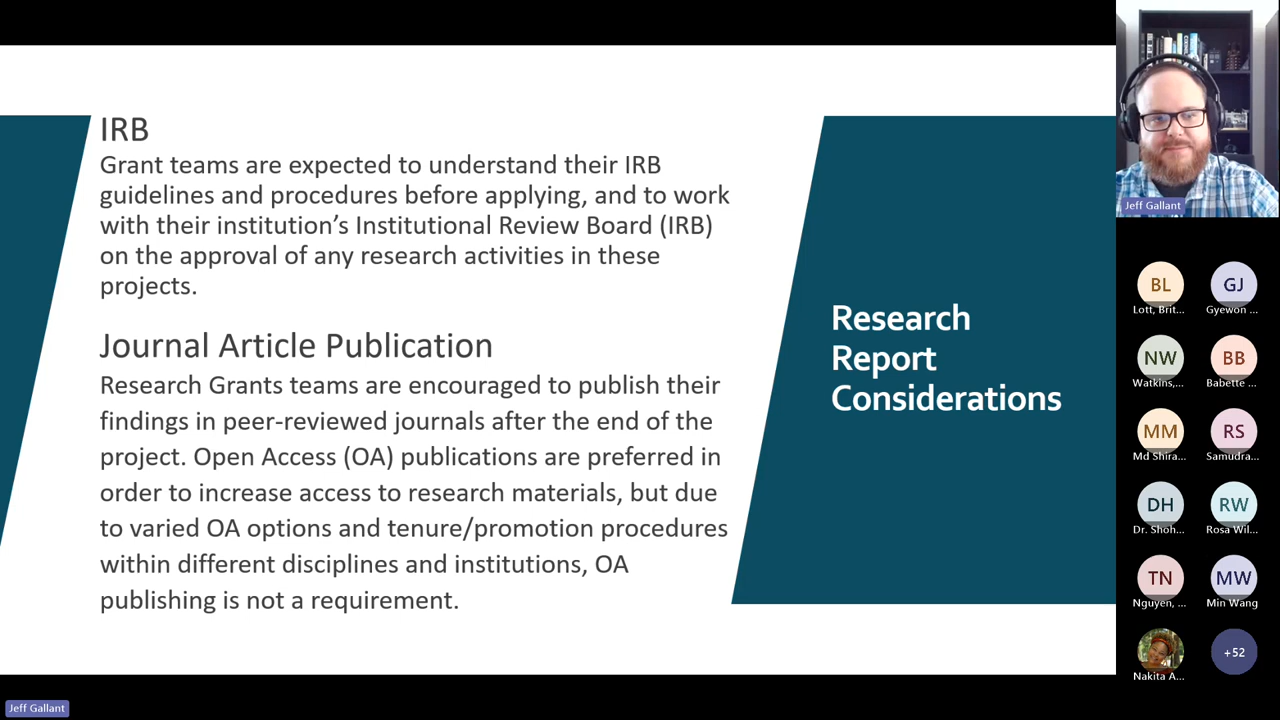 IRB
Grant teams are expected to understand their IRB
guidelines and procedures before applying, and to work
with their institution’s Institutional Review Board (IRB)
on the approval of any research activities in these
projects.
Journal Article Publication
Research Grants teams are encouraged to publish their
findings in peer-reviewed journals after the end of the
project. Open Access (OA) publications are preferred in
order to increase access to research materials, but due
to varied OA options and tenure/promotion procedures
within different disciplines and institutions, OA
publishing is not a requirement.
Research
Report
Considerations
Jeff Gallant
BL
GJ
Lott, Brit...
Gyewon ...
NW
BB
Watkins,...
Babette ...
MM
RS
Md Shira...
Samudra...
DH
RW
Dr. Shoh...
Rosa Wil...
TN
MW
Nguyen, ...
Min Wang
+52
Nakita A...
Jeff Gallant